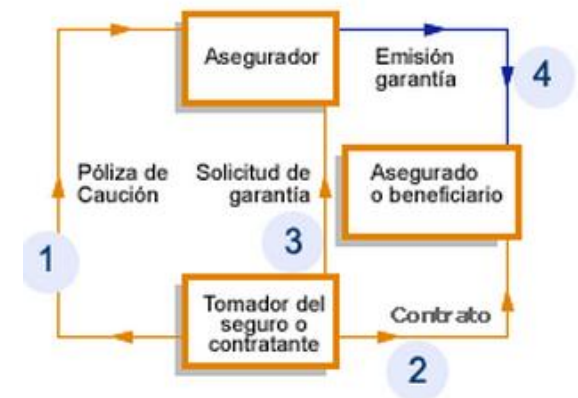 Asegurador
Emisión
garantía
4
Póliza de
Caución
Solicitud de
garantía
Asegurado
o beneficiario
1
3
Tomador del
seguro o
contratante
Contrato
2